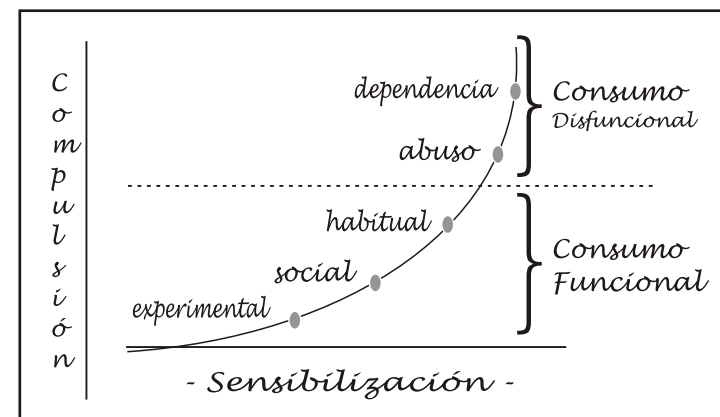 Compulsión
dependencia
Consumo
Disfuncional
abuso
habitual
Consumo
Funcional
social
experimental
- Sensibilización -